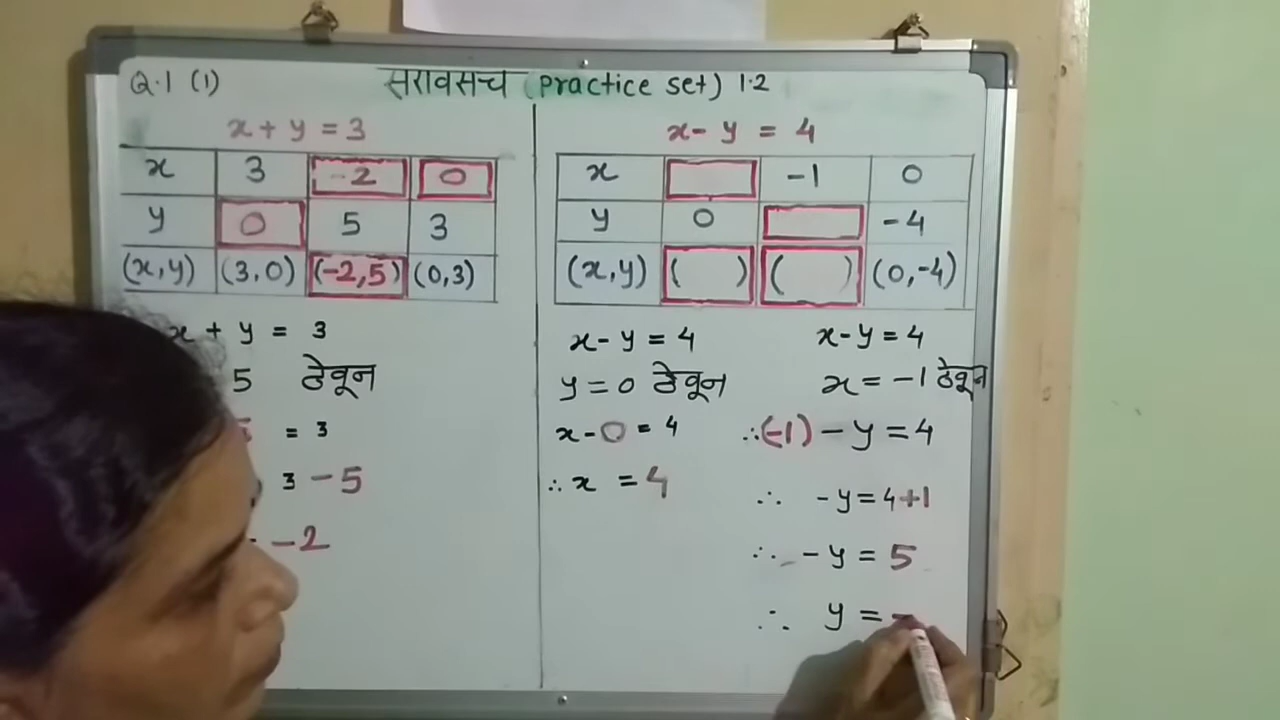 Q.1 (1) सरावसंच (practice set) 1.2
x + y = 3
x 3 -2 0
y 0 5 3
(x,y) (3,0) (-2,5) (0,3)
x + y = 3
5 ठेवून
= 3
3 - 5
-2
x - y = 4
x -1 0
y 0 -4
(x,y) ( ) ( ) (0,-4)
x - y = 4
y = 0 ठेवून
x - 0 = 4
∴ x = 4
x - y = 4
x = -1 ठेवून
∴ (-1) - y = 4
∴ -y = 4+1
∴ -y = 5
∴ y = -